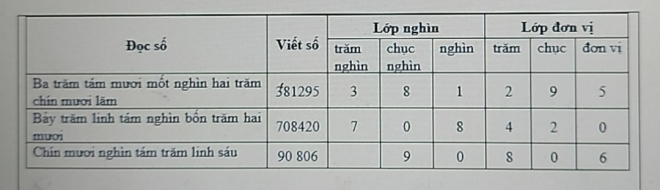 Đọc số Viết số Lớp nghìn Lớp đơn vị
trăm nghìn chục nghìn nghìn trăm chục đơn vị
Ba trăm tám mươi mốt nghìn hai trăm chín mươi lăm 381295 3 8 1 2 9 5
Bảy trăm linh tám nghìn bốn trăm hai mươi 708420 7 0 8 4 2 0
Chín mươi nghìn tám trăm linh sáu 90 806 9 0 8 0 6